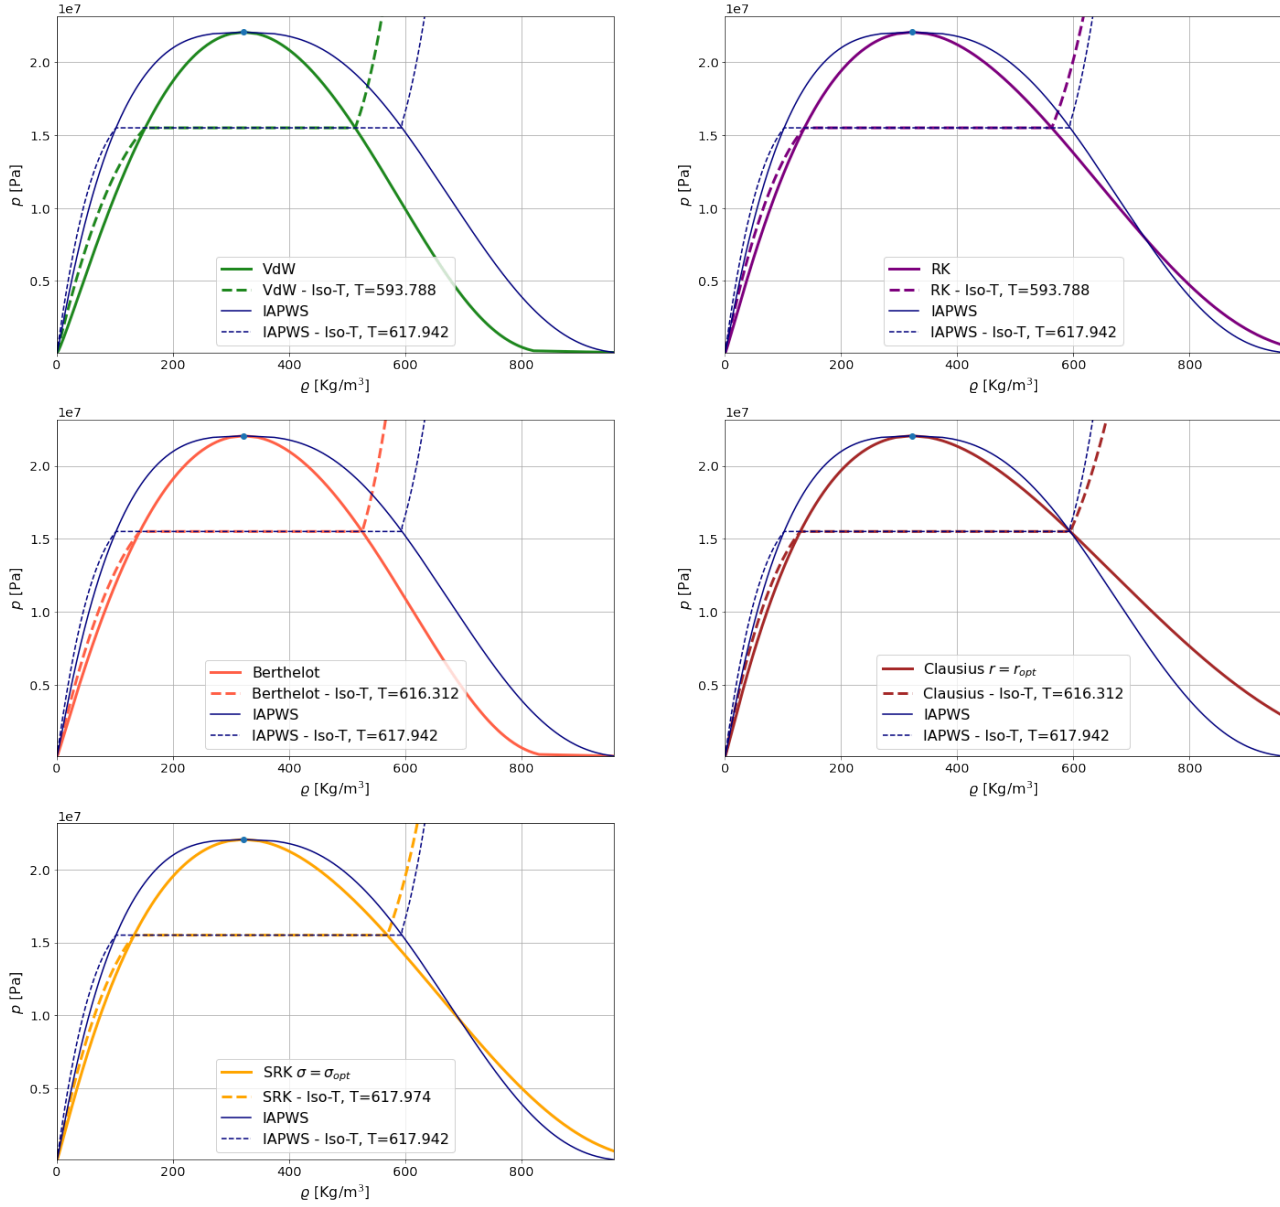 1e7
2.0
1.5
1.0
0.5
p [Pa]
VdW
VdW - Iso-T, T=593.788
IAPWS
IAPWS - Iso-T, T=617.942
0 200 400 600 800
ϱ [Kg/m³]
1e7
2.0
1.5
1.0
0.5
p [Pa]
RK
RK - Iso-T, T=593.788
IAPWS
IAPWS - Iso-T, T=617.942
0 200 400 600 800
ϱ [Kg/m³]
1e7
2.0
1.5
1.0
0.5
p [Pa]
Berthelot
Berthelot - Iso-T, T=616.312
IAPWS
IAPWS - Iso-T, T=617.942
0 200 400 600 800
ϱ [Kg/m³]
1e7
2.0
1.5
1.0
0.5
p [Pa]
Clausius r = r_opt
Clausius - Iso-T, T=616.312
IAPWS
IAPWS - Iso-T, T=617.942
0 200 400 600 800
ϱ [Kg/m³]
1e7
2.0
1.5
1.0
0.5
p [Pa]
SRK σ = σ_opt
SRK - Iso-T, T=617.974
IAPWS
IAPWS - Iso-T, T=617.942
0 200 400 600 800
ϱ [Kg/m³]